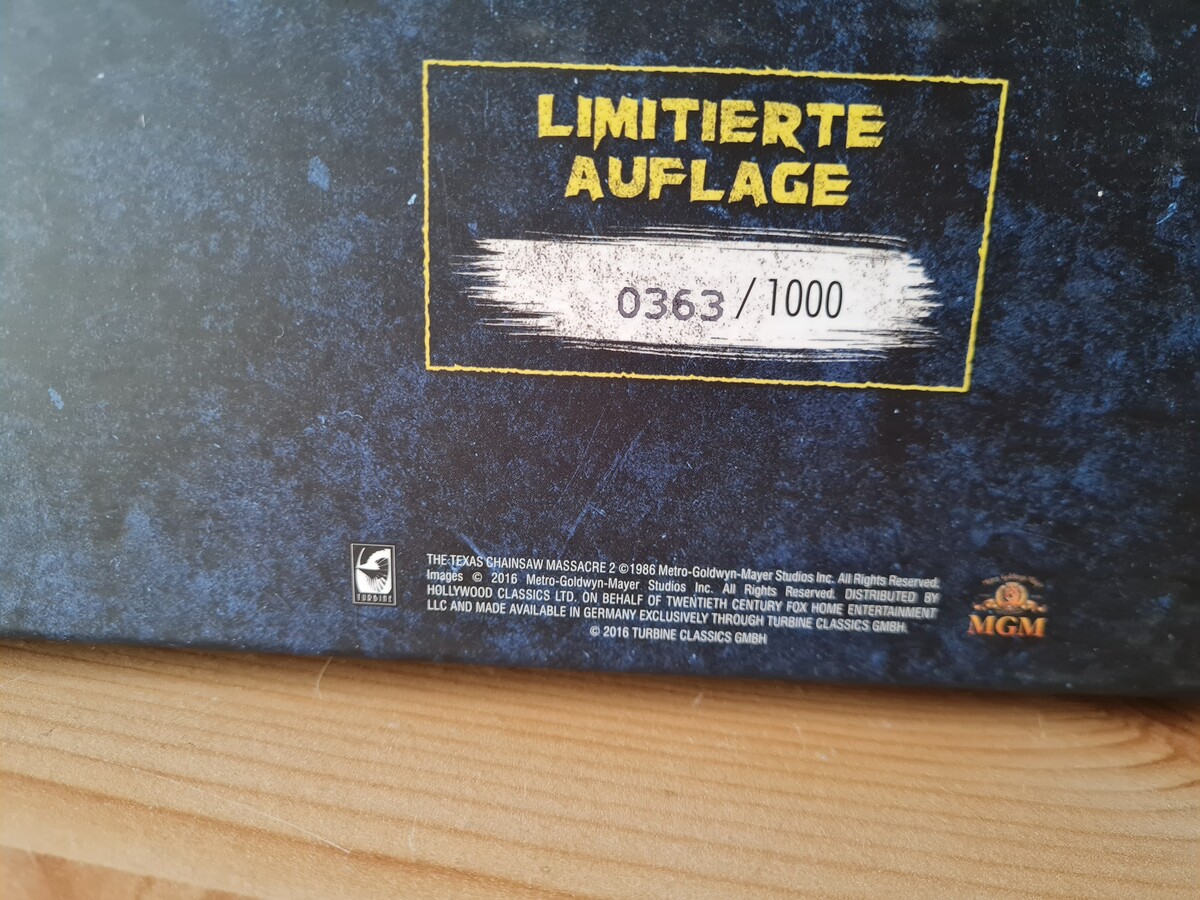 LIMITIERTE
AUFLAGE
0363 / 1000
TURBINE
THE TEXAS CHAINSAW MASSACRE 2 ©1986 Metro-Goldwyn-Mayer Studios Inc. All Rights Reserved.
Images © 2016 Metro-Goldwyn-Mayer Studios Inc. All Rights Reserved. DISTRIBUTED BY
HOLLYWOOD CLASSICS LTD. ON BEHALF OF TWENTIETH CENTURY FOX HOME ENTERTAINMENT
LLC AND MADE AVAILABLE IN GERMANY EXCLUSIVELY THROUGH TURBINE CLASSICS GMBH.
© 2016 TURBINE CLASSICS GMBH
MGM